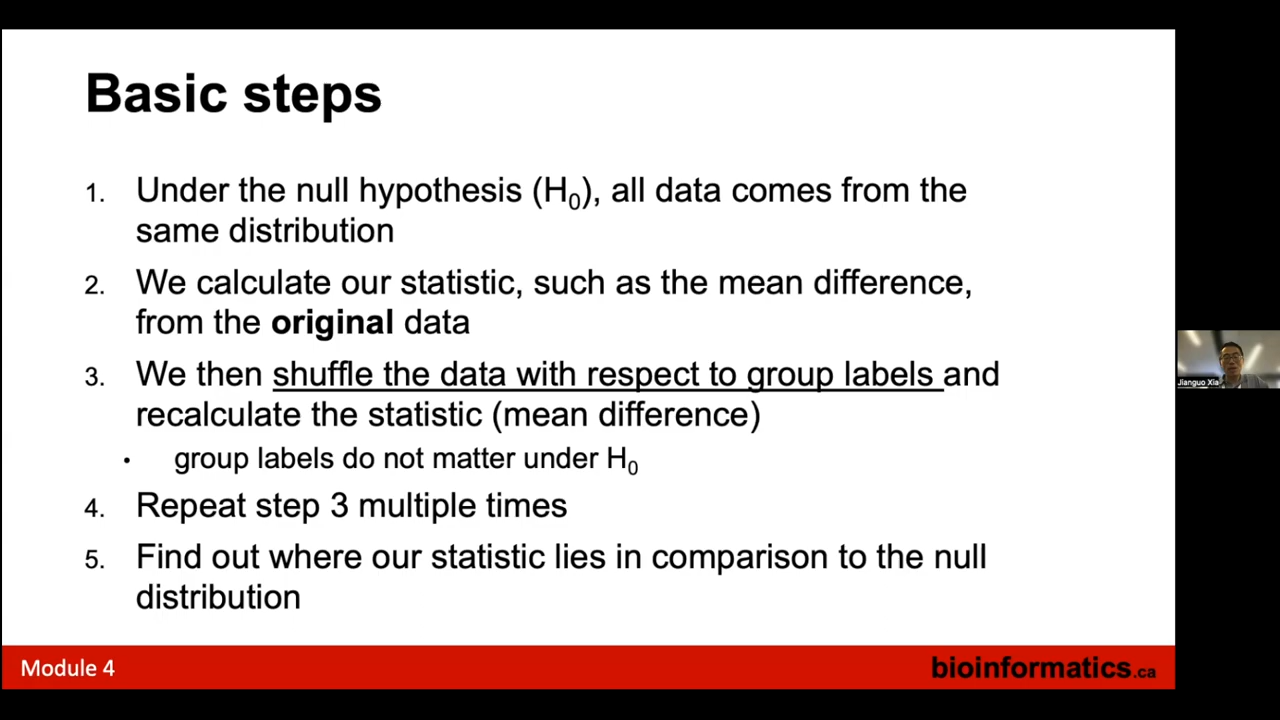 Basic steps
1. Under the null hypothesis (H₀), all data comes from the
same distribution
2. We calculate our statistic, such as the mean difference,
from the original data
3. We then shuffle the data with respect to group labels and
recalculate the statistic (mean difference)
• group labels do not matter under H₀
4. Repeat step 3 multiple times
5. Find out where our statistic lies in comparison to the null
distribution
Jianguo Xia
Module 4
bioinformatics.ca